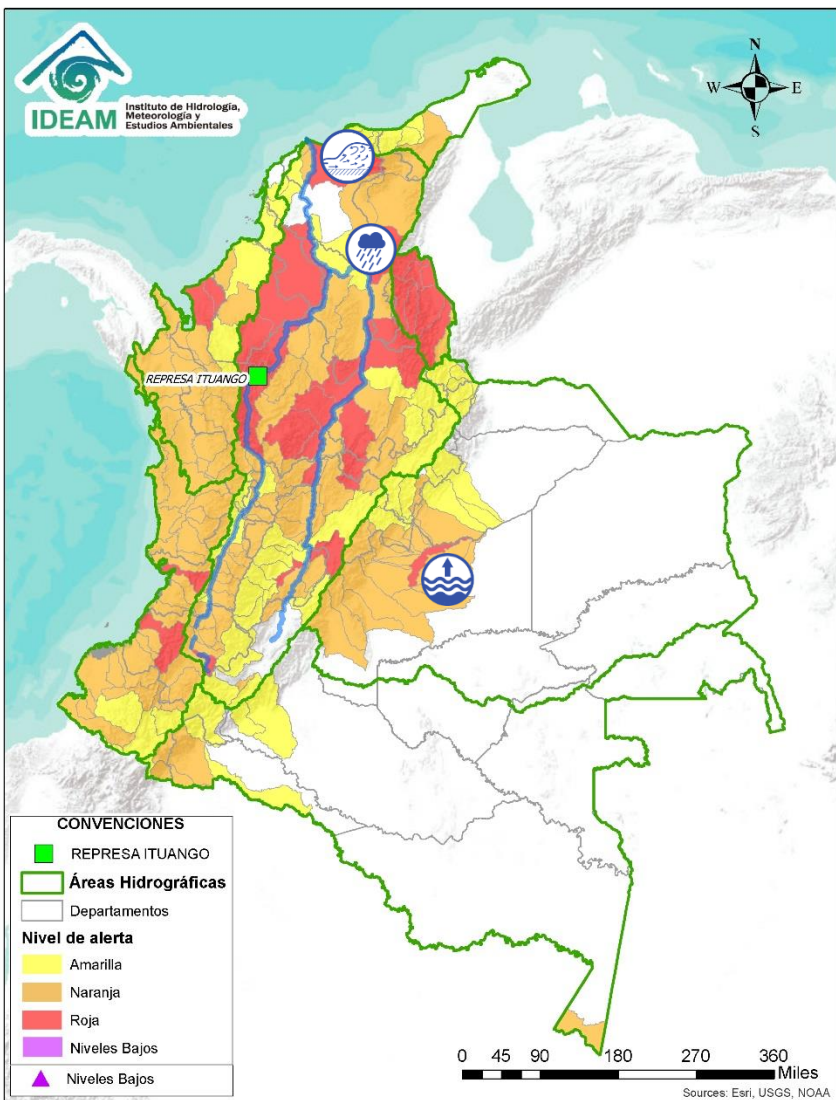 IDEAM
Instituto de Hidrología,
Meteorología y
Estudios Ambientales
N
W
E
S
REPRESA ITUANGO
CONVENCIONES
REPRESA ITUANGO
Áreas Hidrográficas
Departamentos
Nivel de alerta
Amarilla
Naranja
Roja
Niveles Bajos
Niveles Bajos
0 45 90 180 270 360
Miles
Sources: Esri, USGS, NOAA